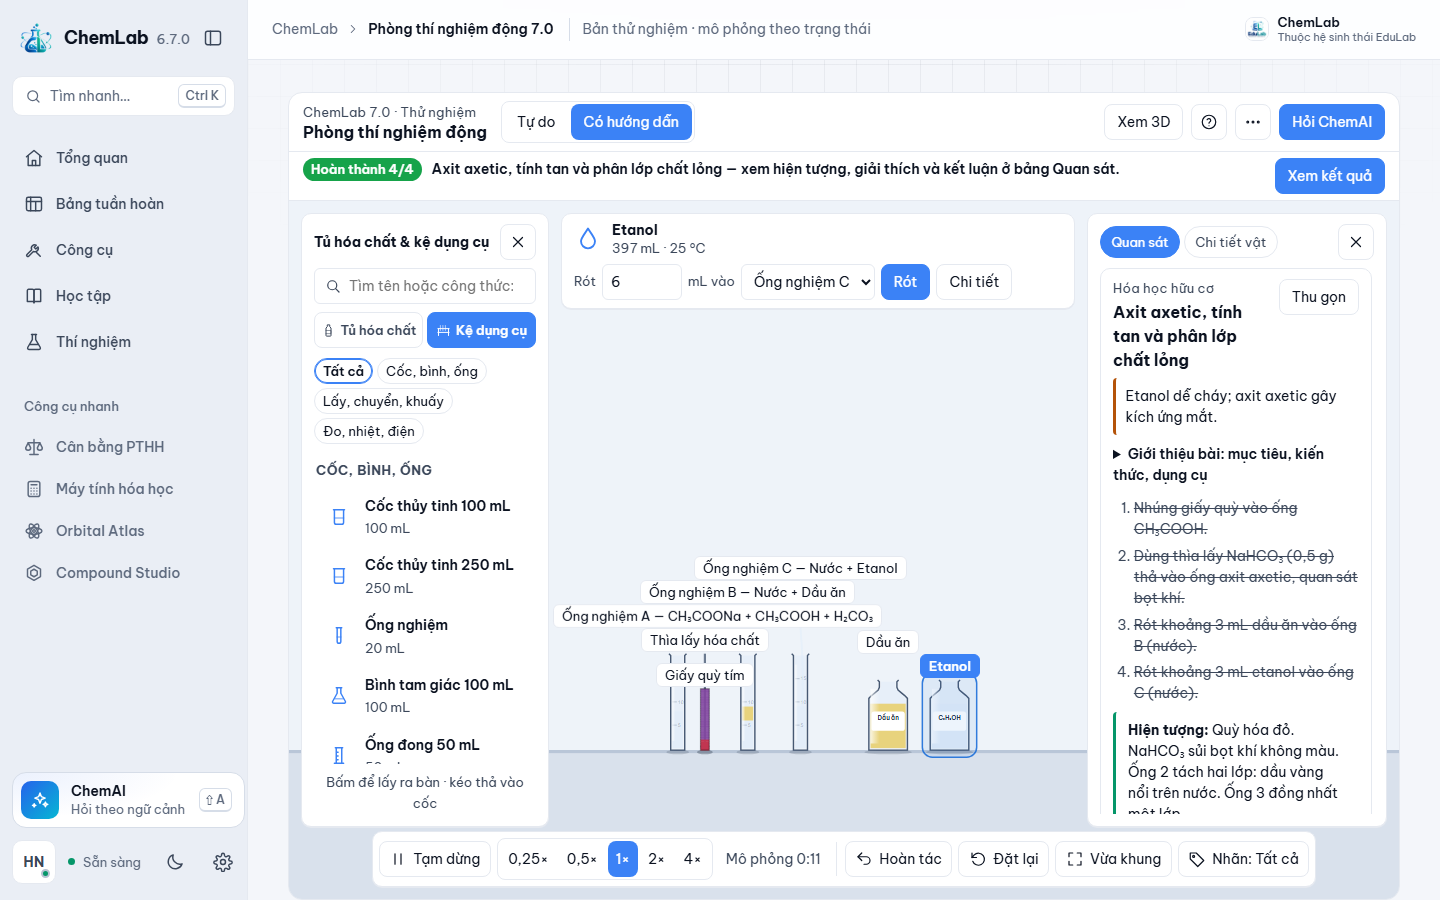 ChemLab 6.7.0
Tìm nhanh... Ctrl K
Tổng quan
Bảng tuần hoàn
Công cụ
Học tập
Thí nghiệm
Công cụ nhanh
Cân bằng PTHH
Máy tính hóa học
Orbital Atlas
Compound Studio
ChemAI
Hỏi theo ngữ cảnh
⇧ A
HN
Sẵn sàng
ChemLab > Phòng thí nghiệm động 7.0 Bản thử nghiệm · mô phỏng theo trạng thái
ChemLab
Thuộc hệ sinh thái EduLab
ChemLab 7.0 · Thử nghiệm
Phòng thí nghiệm động
Tự do Có hướng dẫn
Xem 3D
Hỏi ChemAI
Hoàn thành 4/4 Axit axetic, tính tan và phân lớp chất lỏng — xem hiện tượng, giải thích và kết luận ở bảng Quan sát.
Xem kết quả
Tủ hóa chất & kệ dụng cụ
Tìm tên hoặc công thức:
Tủ hóa chất Kệ dụng cụ
Tất cả Cốc, bình, ống
Lấy, chuyển, khuấy
Đo, nhiệt, điện
CỐC, BÌNH, ỐNG
Cốc thủy tinh 100 mL
100 mL
Cốc thủy tinh 250 mL
250 mL
Ống nghiệm
20 mL
Bình tam giác 100 mL
100 mL
Ống đong 50 mL
Bấm để lấy ra bàn · kéo thả vào
cốc
Etanol
397 mL · 25 °C
Rót 6 mL vào Ống nghiệm C Rót Chi tiết
Ống nghiệm C — Nước + Etanol
Ống nghiệm B — Nước + Dầu ăn
Ống nghiệm A — CH₃COONa + CH₃COOH + H₂CO₃
Thìa lấy hóa chất
Dầu ăn
Etanol
Giấy quỳ tím
Dầu ăn
C₂H₅OH
Quan sát Chi tiết vật
Hóa học hữu cơ
Thu gọn
Axit axetic, tính
tan và phân lớp
chất lỏng
Etanol dễ cháy; axit axetic gây
kích ứng mắt.
Giới thiệu bài: mục tiêu, kiến
thức, dụng cụ
1. Nhúng giấy quỳ vào ống
CH₃COOH.
2. Dùng thìa lấy NaHCO₃ (0,5 g)
thả vào ống axit axetic, quan sát
bọt khí.
3. Rót khoảng 3 mL dầu ăn vào ống
B (nước).
4. Rót khoảng 3 mL etanol vào ống
C (nước).
Hiện tượng: Quỳ hóa đỏ.
NaHCO₃ sủi bọt khí không màu.
Ống 2 tách hai lớp: dầu vàng
nổi trên nước. Ống 3 đồng nhất
một lớp.
Tạm dừng 0,25× 0,5× 1× 2× 4× Mô phỏng 0:11 Hoàn tác Đặt lại Vừa khung Nhãn: Tất cả